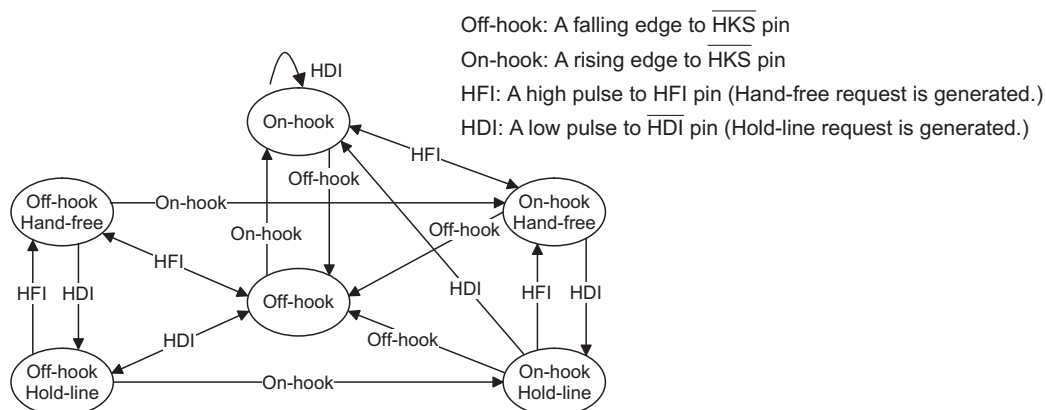 Off-hook: A falling edge to HKS pin
On-hook: A rising edge to HKS pin
HFI: A high pulse to HFI pin (Hand-free request is generated.)
HDI: A low pulse to HDI pin (Hold-line request is generated.)
HDI
On-hook
HFI
Off-hook
Off-hook
Hand-free
On-hook
On-hook
Hand-free
On-hook
Off-hook
HFI
HFI
HDI
Off-hook
HDI
HFI
HDI
HDI
Off-hook
Off-hook
Hold-line
On-hook
On-hook
Hold-line